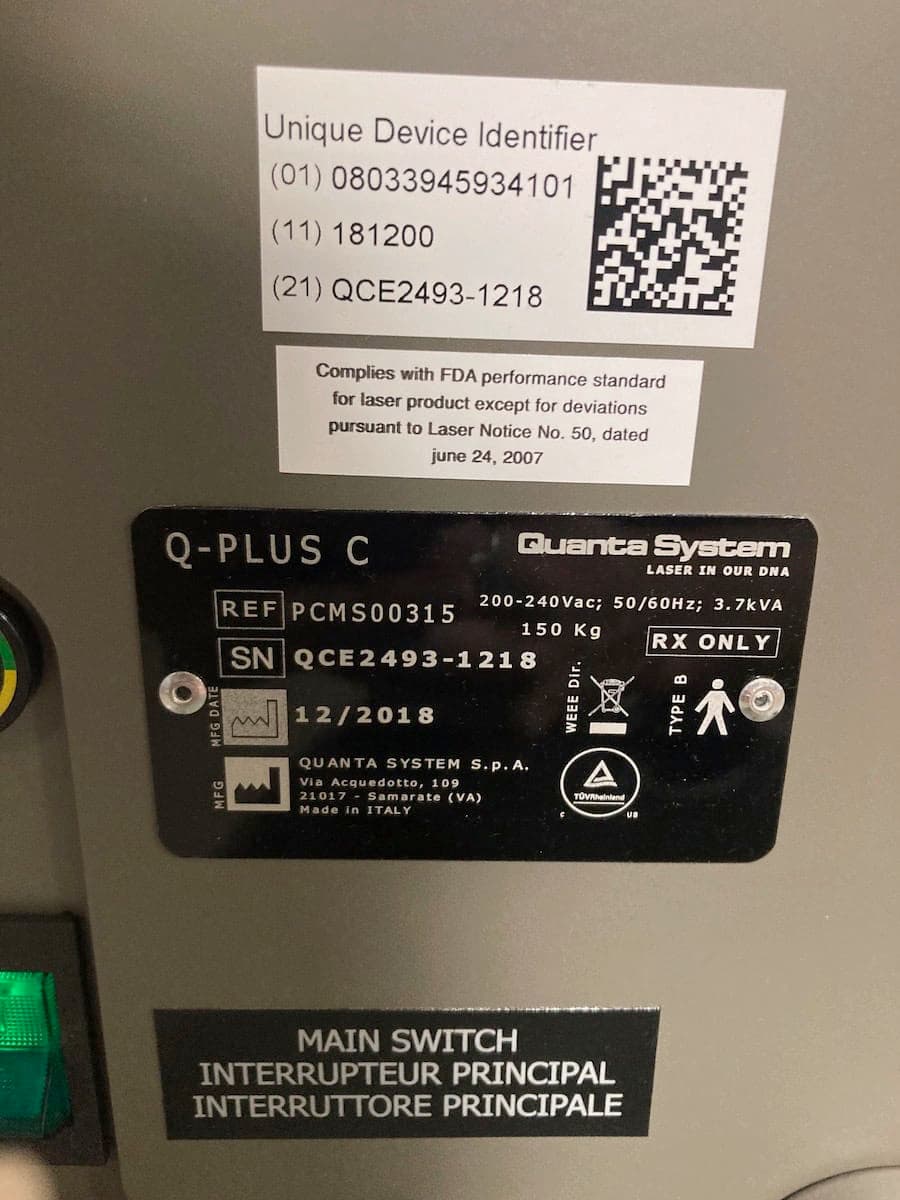 Unique Device Identifier
(01) 08033945934101
(11) 181200
(21) QCE2493-1218
Complies with FDA performance standard
for laser product except for deviations
pursuant to Laser Notice No. 50, dated
june 24, 2007
Q-PLUS C
Quanta System
LASER IN OUR DNA
REF PCMS00315
200-240Vac; 50/60Hz; 3.7kVA
150 Kg
RX ONLY
SN QCE2493-1218
MFG DATE
12/2018
WEEE Dir.
TYPE B
MFG
QUANTA SYSTEM S.p.A.
Via Acquedotto, 109
21017 - Samarate (VA)
Made in ITALY
TÜVRheinland
C US
MAIN SWITCH
INTERRUPTEUR PRINCIPAL
INTERRUTTORE PRINCIPALE